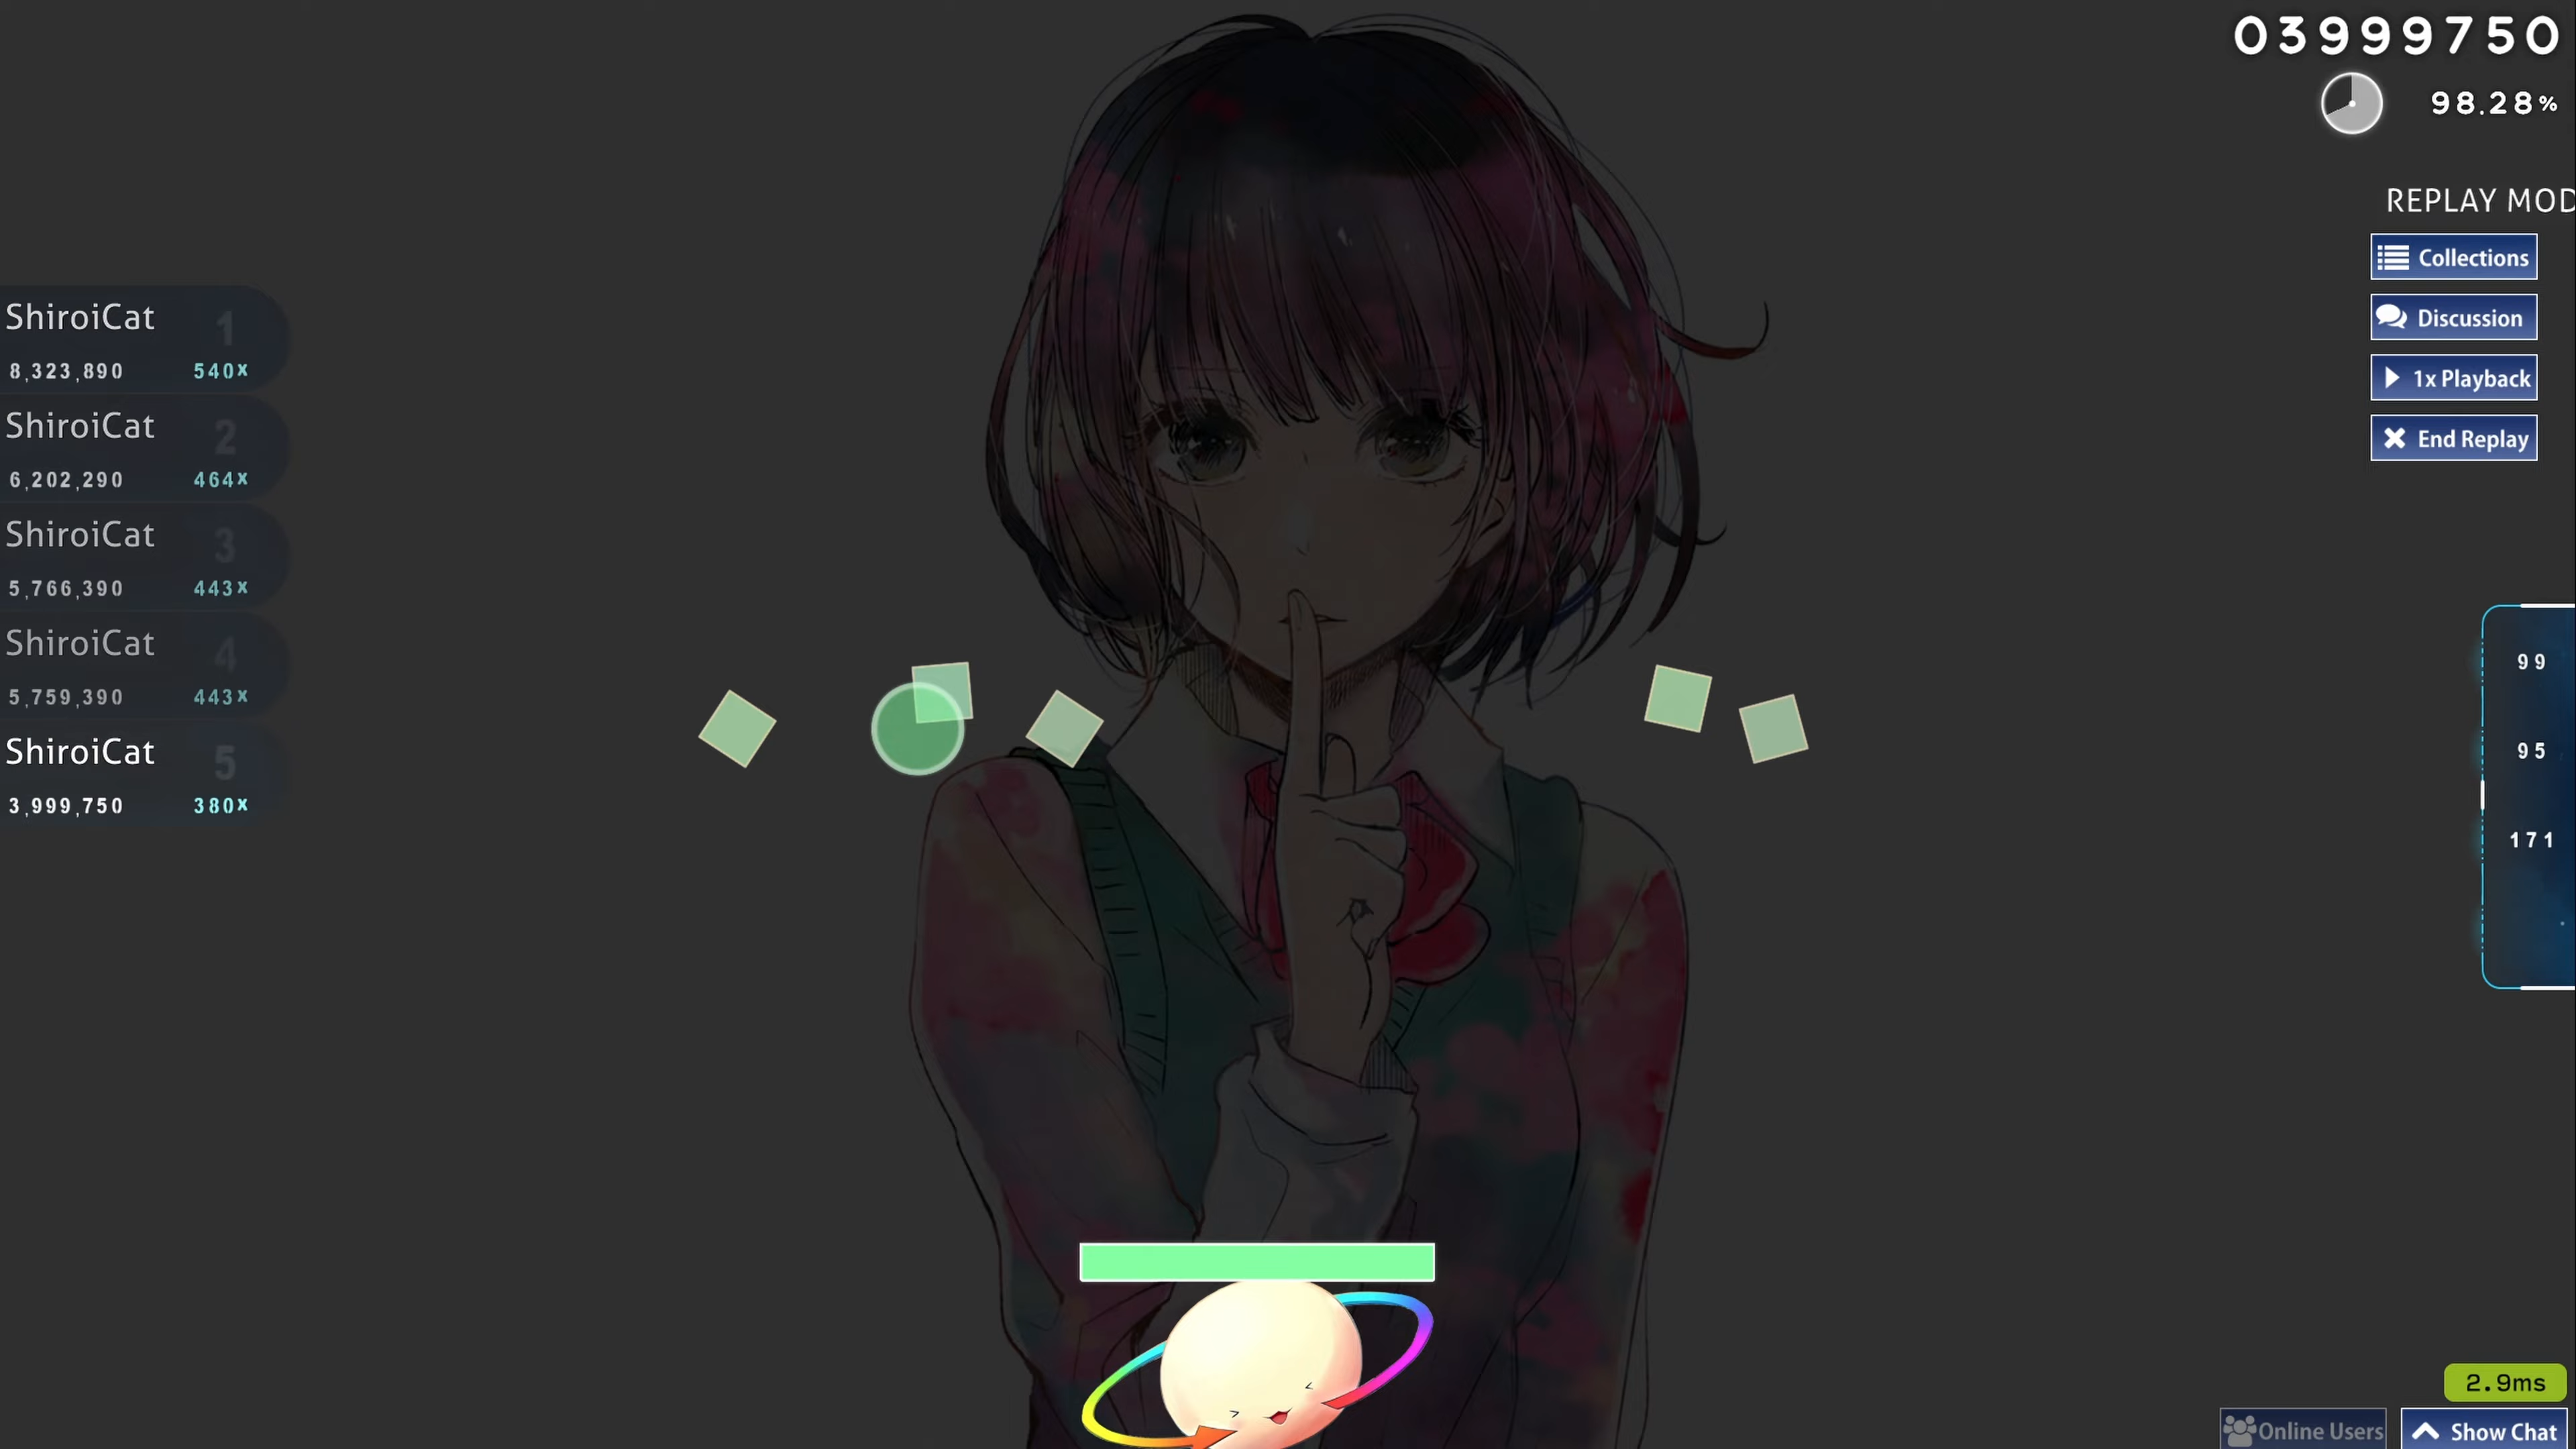 03999750
98.28%
REPLAY MOD
Collections
Discussion
1x Playback
End Replay
ShiroiCat 1
8,323,890 540x
ShiroiCat 2
6,202,290 464x
ShiroiCat 3
5,766,390 443x
ShiroiCat 4
5,759,390 443x
ShiroiCat 5
3,999,750 380x
99
95
171
2.9ms
Online Users
Show Chat